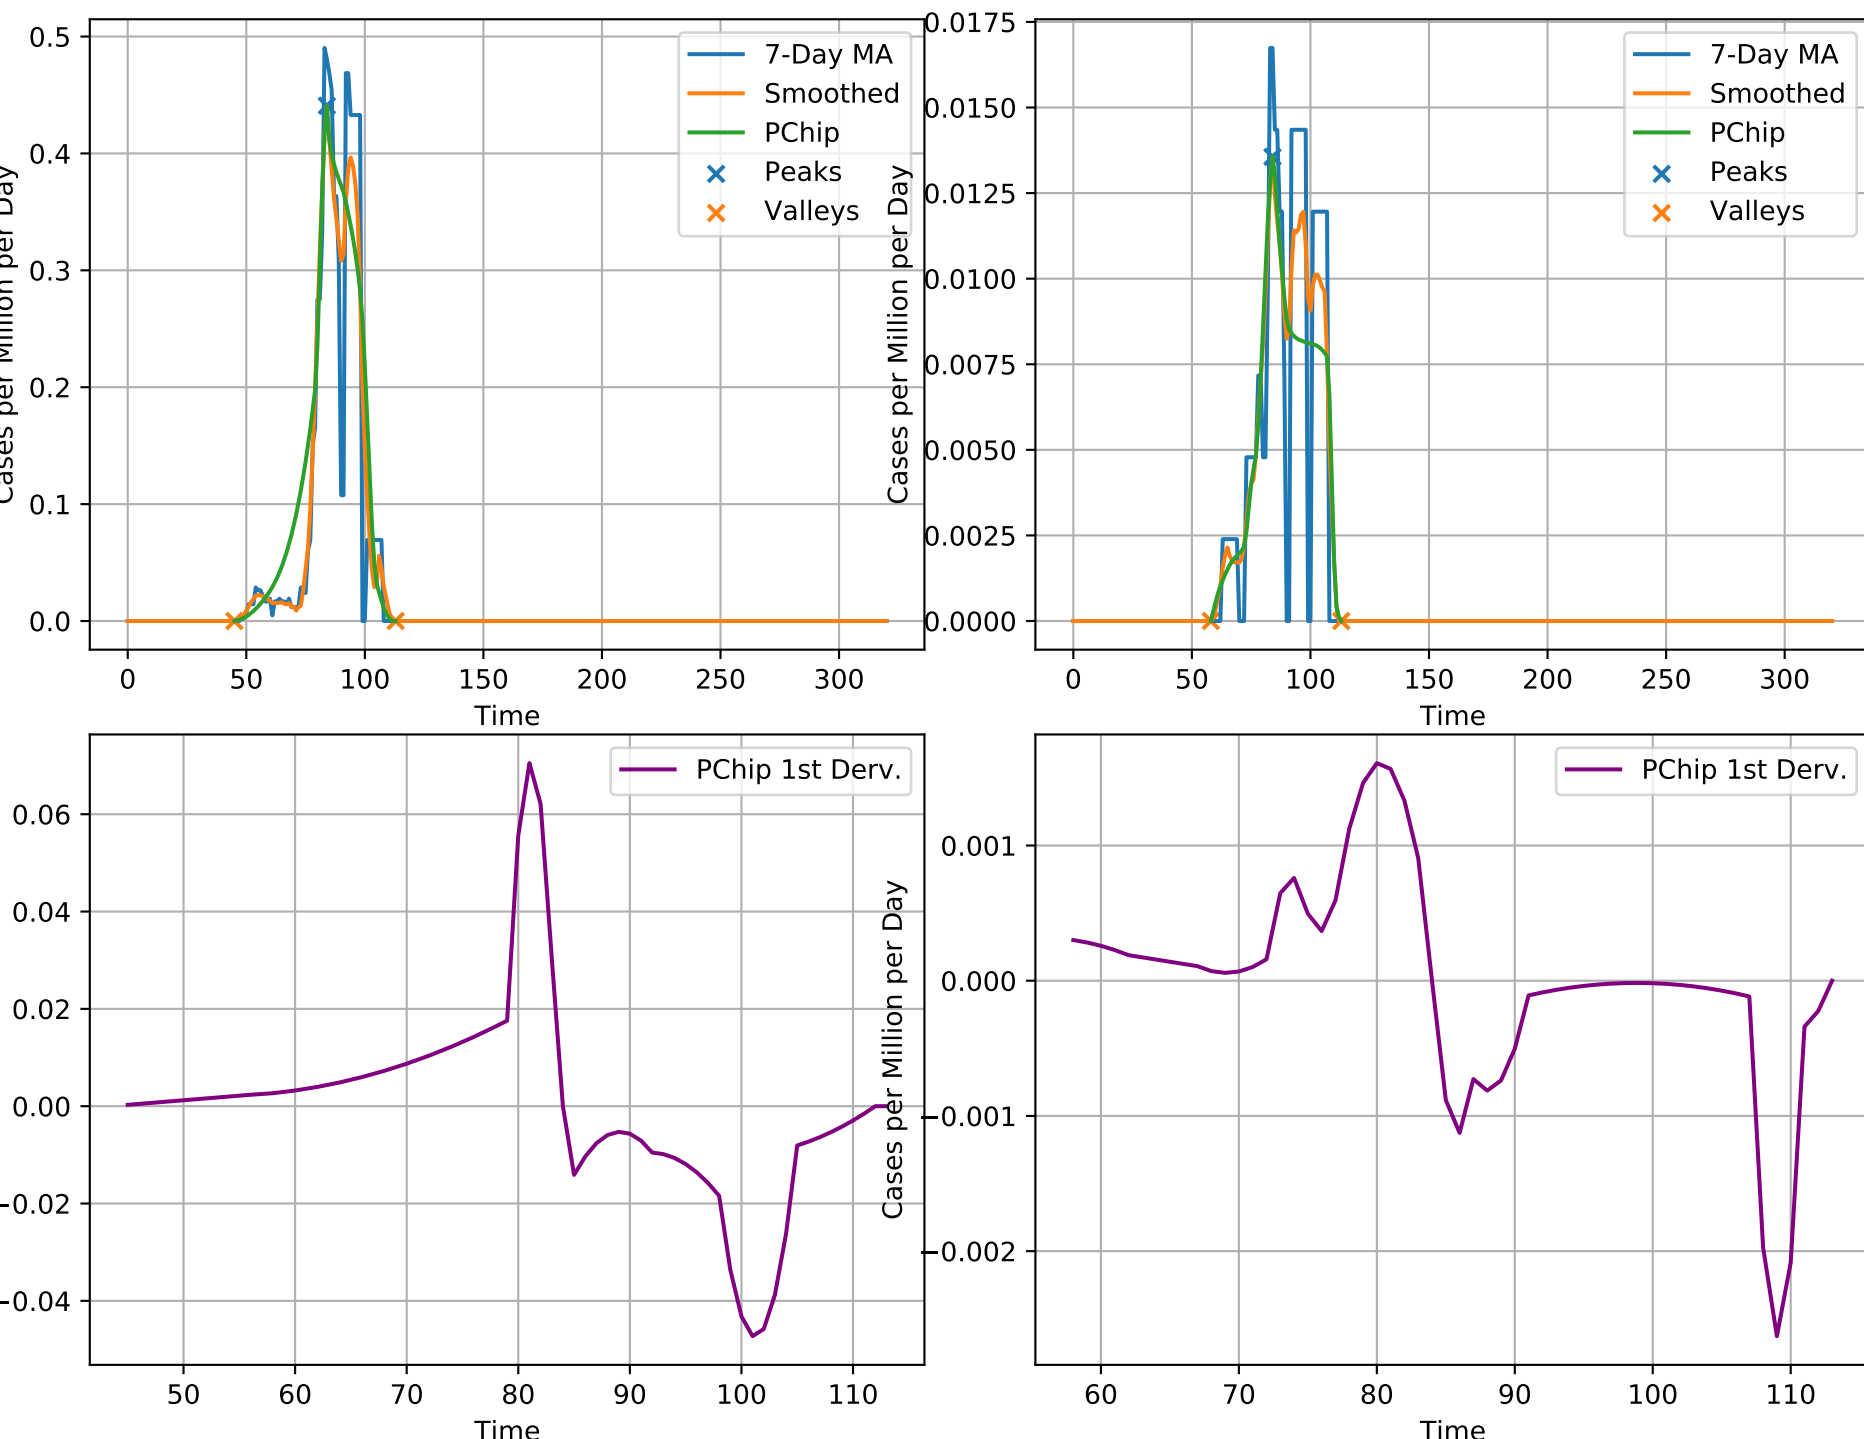 Cases per Million per Day
0.5
0.4
0.3
0.2
0.1
0.0
7-Day MA
Smoothed
PChip
Peaks
Valleys
0 50 100 150 200 250 300
Time
Cases per Million per Day
0.0175
0.0150
0.0125
0.0100
0.0075
0.0050
0.0025
0.0000
7-Day MA
Smoothed
PChip
Peaks
Valleys
0 50 100 150 200 250 300
Time
0.06
0.04
0.02
0.00
−0.02
−0.04
PChip 1st Derv.
50 60 70 80 90 100 110
Time
Cases per Million per Day
0.001
0.000
−0.001
−0.002
PChip 1st Derv.
60 70 80 90 100 110
Time